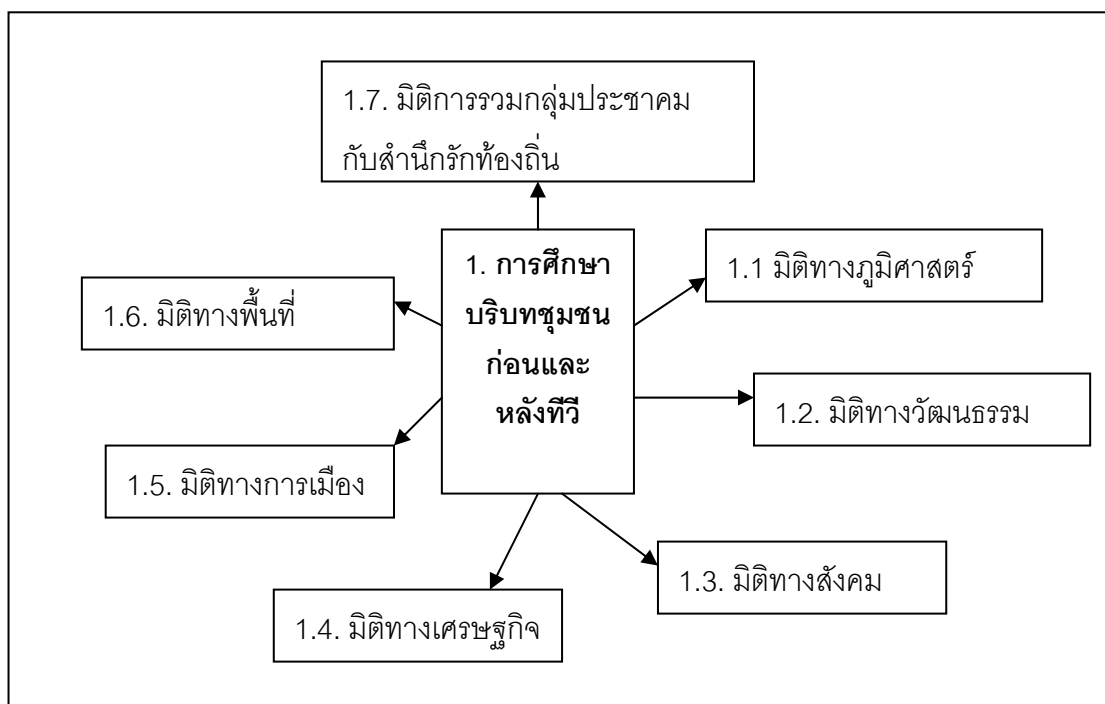 1.7. มิติการรวมกลุ่มประชาคม
กับสำนึกรักท้องถิ่น
1. การศึกษา
บริบทชุมชน
ก่อนและ
หลังทีวี
1.1 มิติทางภูมิศาสตร์
1.2. มิติทางวัฒนธรรม
1.3. มิติทางสังคม
1.4. มิติทางเศรษฐกิจ
1.5. มิติทางการเมือง
1.6. มิติทางพื้นที่